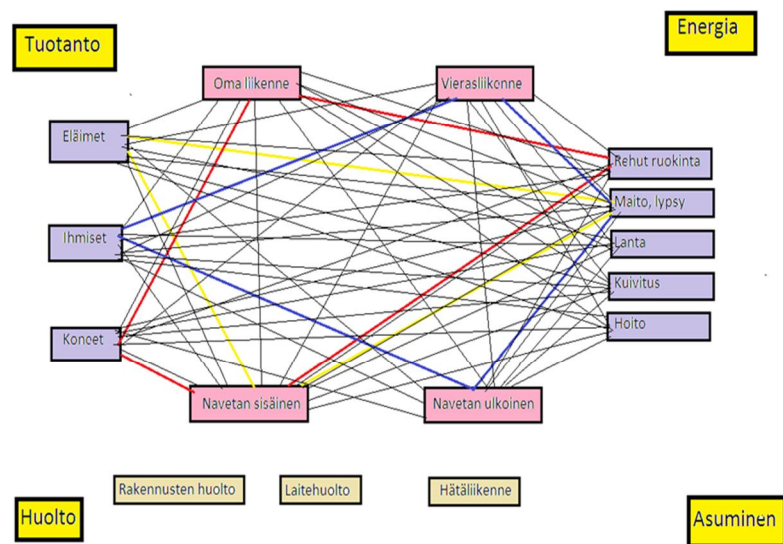 Tuotanto
Energia
Oma liikenne
Vierasliikenne
Eläimet
Rehut ruokinta
Maito, lypsy
Ihmiset
Lanta
Kuivitus
Koneet
Hoito
Navetan sisäinen
Navetan ulkoinen
Rakennusten huolto
Laitehuolto
Hätäliikenne
Huolto
Asuminen